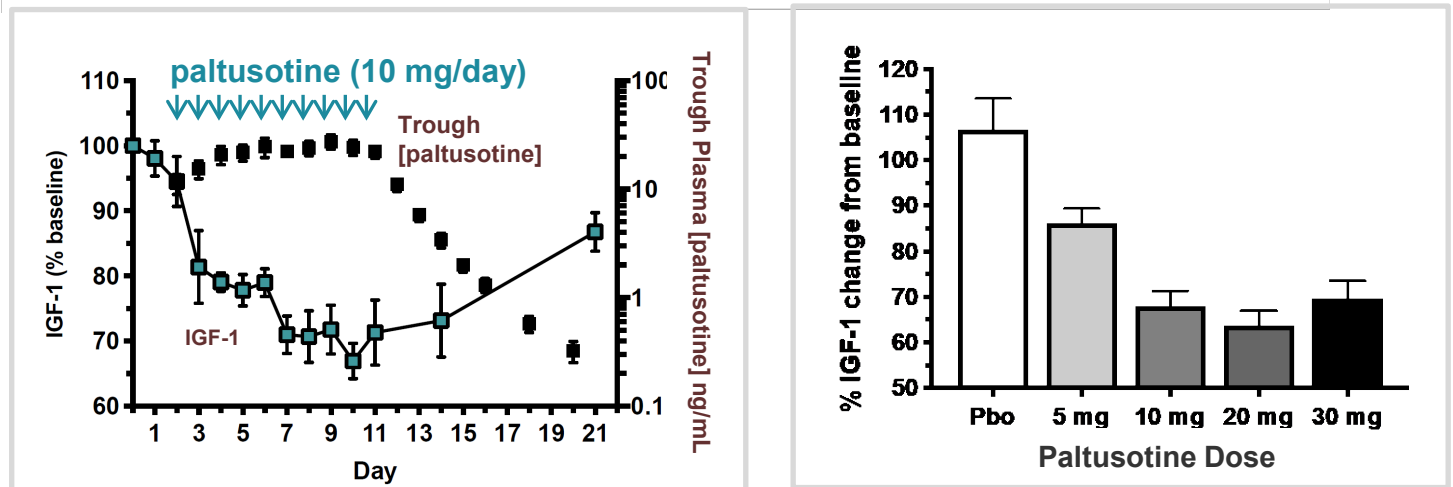 paltusotine (10 mg/day)
110
100
90
80
70
60
IGF-1 (% baseline)
Trough
[paltusotine]
IGF-1
100
10
1
0.1
Trough Plasma [paltusotine] ng/mL
1 3 5 7 9 11 13 15 17 19 21
Day
120
110
100
90
80
70
60
50
% IGF-1 change from baseline
Pbo 5 mg 10 mg 20 mg 30 mg
Paltusotine Dose